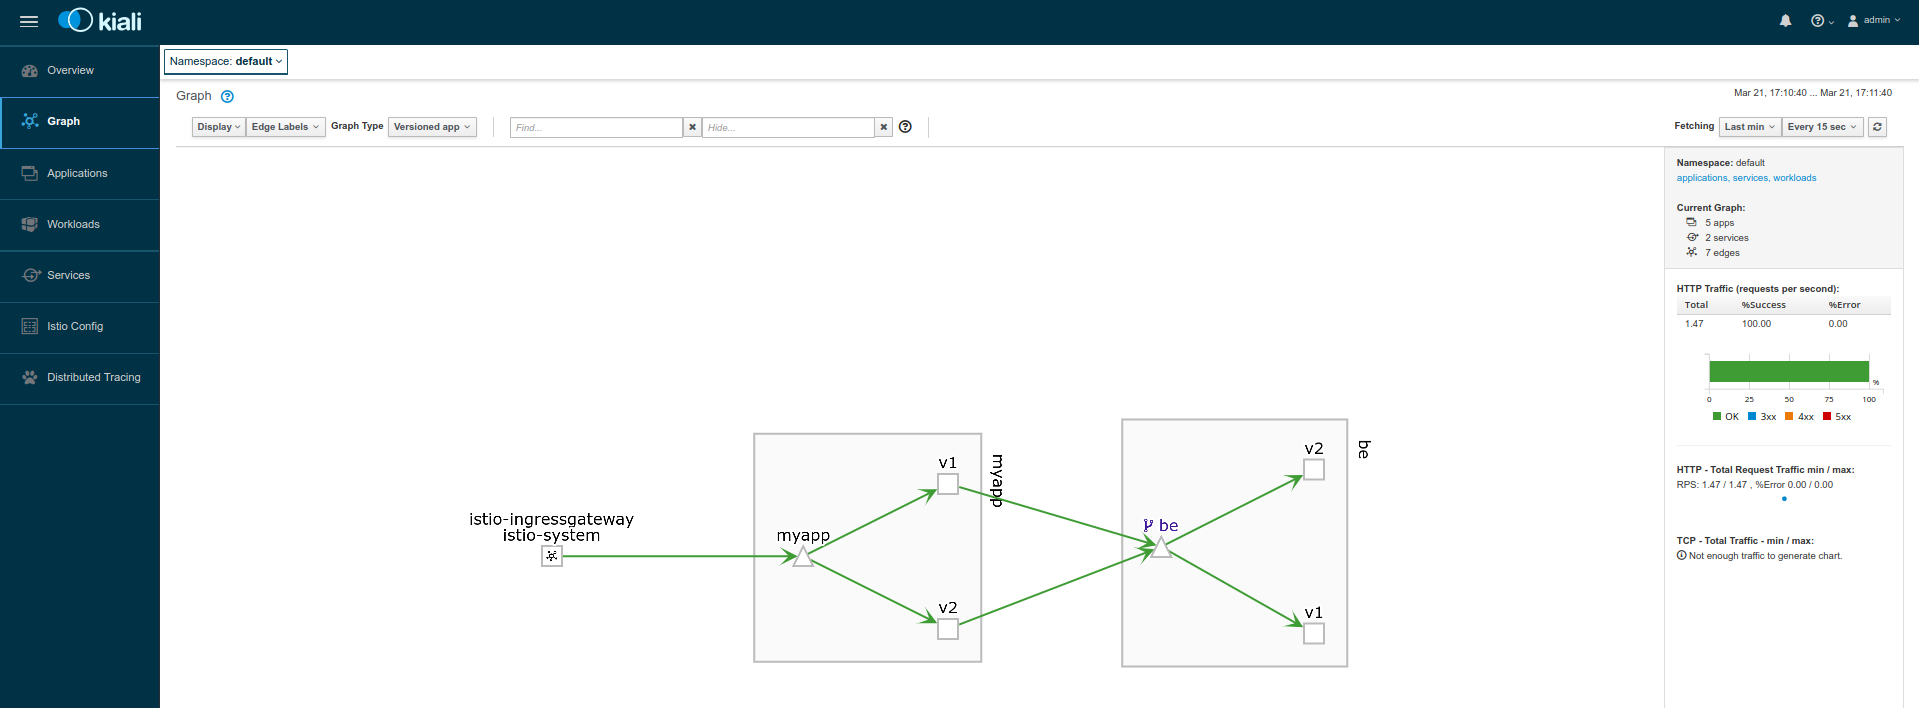 kiali
admin
Overview
Graph
Applications
Workloads
Services
Istio Config
Distributed Tracing
Namespace: default
Graph
Mar 21, 17:10:40 ... Mar 21, 17:11:40
Display
Edge Labels
Graph Type
Versioned app
Find...
Hide...
Fetching
Last min
Every 15 sec
istio-ingressgateway
istio-system
myapp
v1
v2
myapp
be
v2
v1
be
Namespace: default
applications, services, workloads
Current Graph:
5 apps
2 services
7 edges
HTTP Traffic (requests per second):
Total %Success %Error
1.47 100.00 0.00
%
0 25 50 75 100
OK 3xx 4xx 5xx
HTTP - Total Request Traffic min / max:
RPS: 1.47 / 1.47 , %Error 0.00 / 0.00
TCP - Total Traffic - min / max:
Not enough traffic to generate chart.